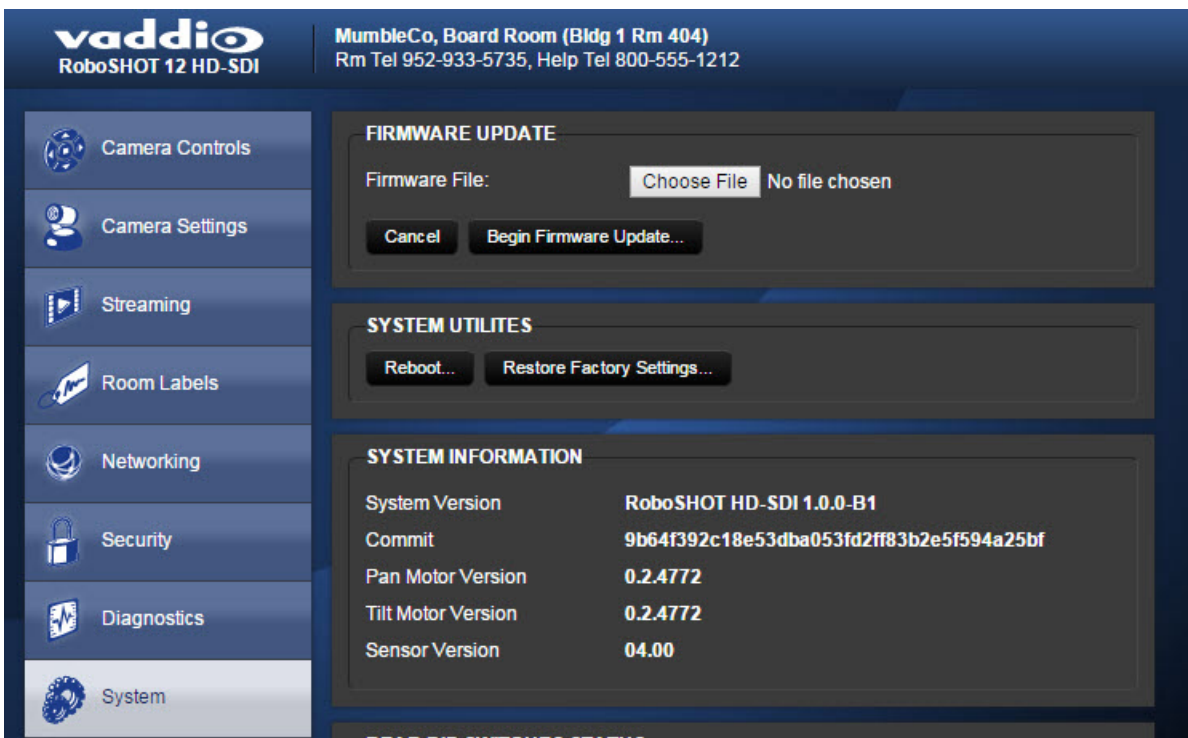 vaddio
RoboSHOT 12 HD-SDI
MumbleCo, Board Room (Bldg 1 Rm 404)
Rm Tel 952-933-5735, Help Tel 800-555-1212
Camera Controls
Camera Settings
Streaming
Room Labels
Networking
Security
Diagnostics
System
FIRMWARE UPDATE
Firmware File: Choose File No file chosen
Cancel Begin Firmware Update...
SYSTEM UTILITES
Reboot... Restore Factory Settings...
SYSTEM INFORMATION
System Version RoboSHOT HD-SDI 1.0.0-B1
Commit 9b64f392c18e53dba053fd2ff83b2e5f594a25bf
Pan Motor Version 0.2.4772
Tilt Motor Version 0.2.4772
Sensor Version 04.00